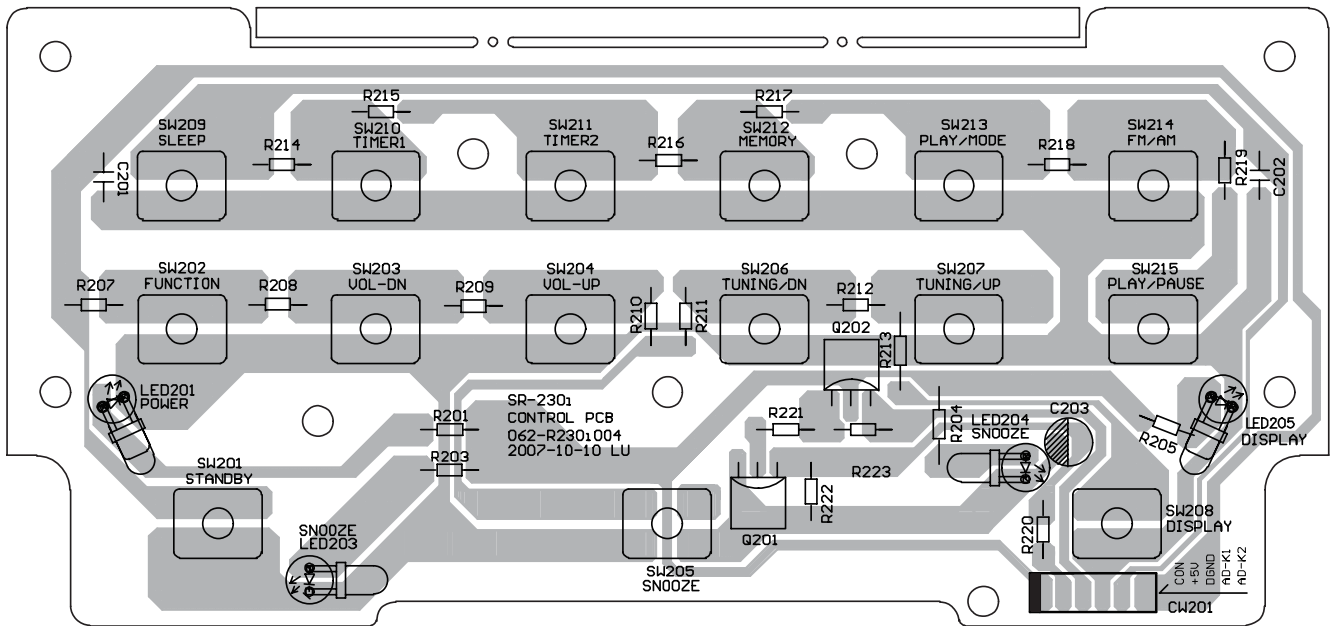 R215
R217
SW209
SLEEP
R214
SW210
TIMER1
SW211
TIMER2
R216
SW212
MEMORY
SW213
PLAY/MODE
R218
SW214
FM/AM
R219
C202
C201
R207
SW202
FUNCTION
R208
SW203
VOL-DN
R209
SW204
VOL-UP
R210
R211
SW206
TUNING/DN
R212
SW207
TUNING/UP
SW215
PLAY/PAUSE
Q202
R213
LED201
POWER
SR-230i
CONTROL PCB
062-R230i004
2007-10-10 LU
R201
R203
R221
R204
LED204
SNOOZE
C203
R205
LED205
DISPLAY
SW201
STANDBY
R223
R222
Q201
SNOOZE
LED203
SW205
SNOOZE
R220
SW208
DISPLAY
CON
+5V
DGND
AD-K1
AD-K2
CW201